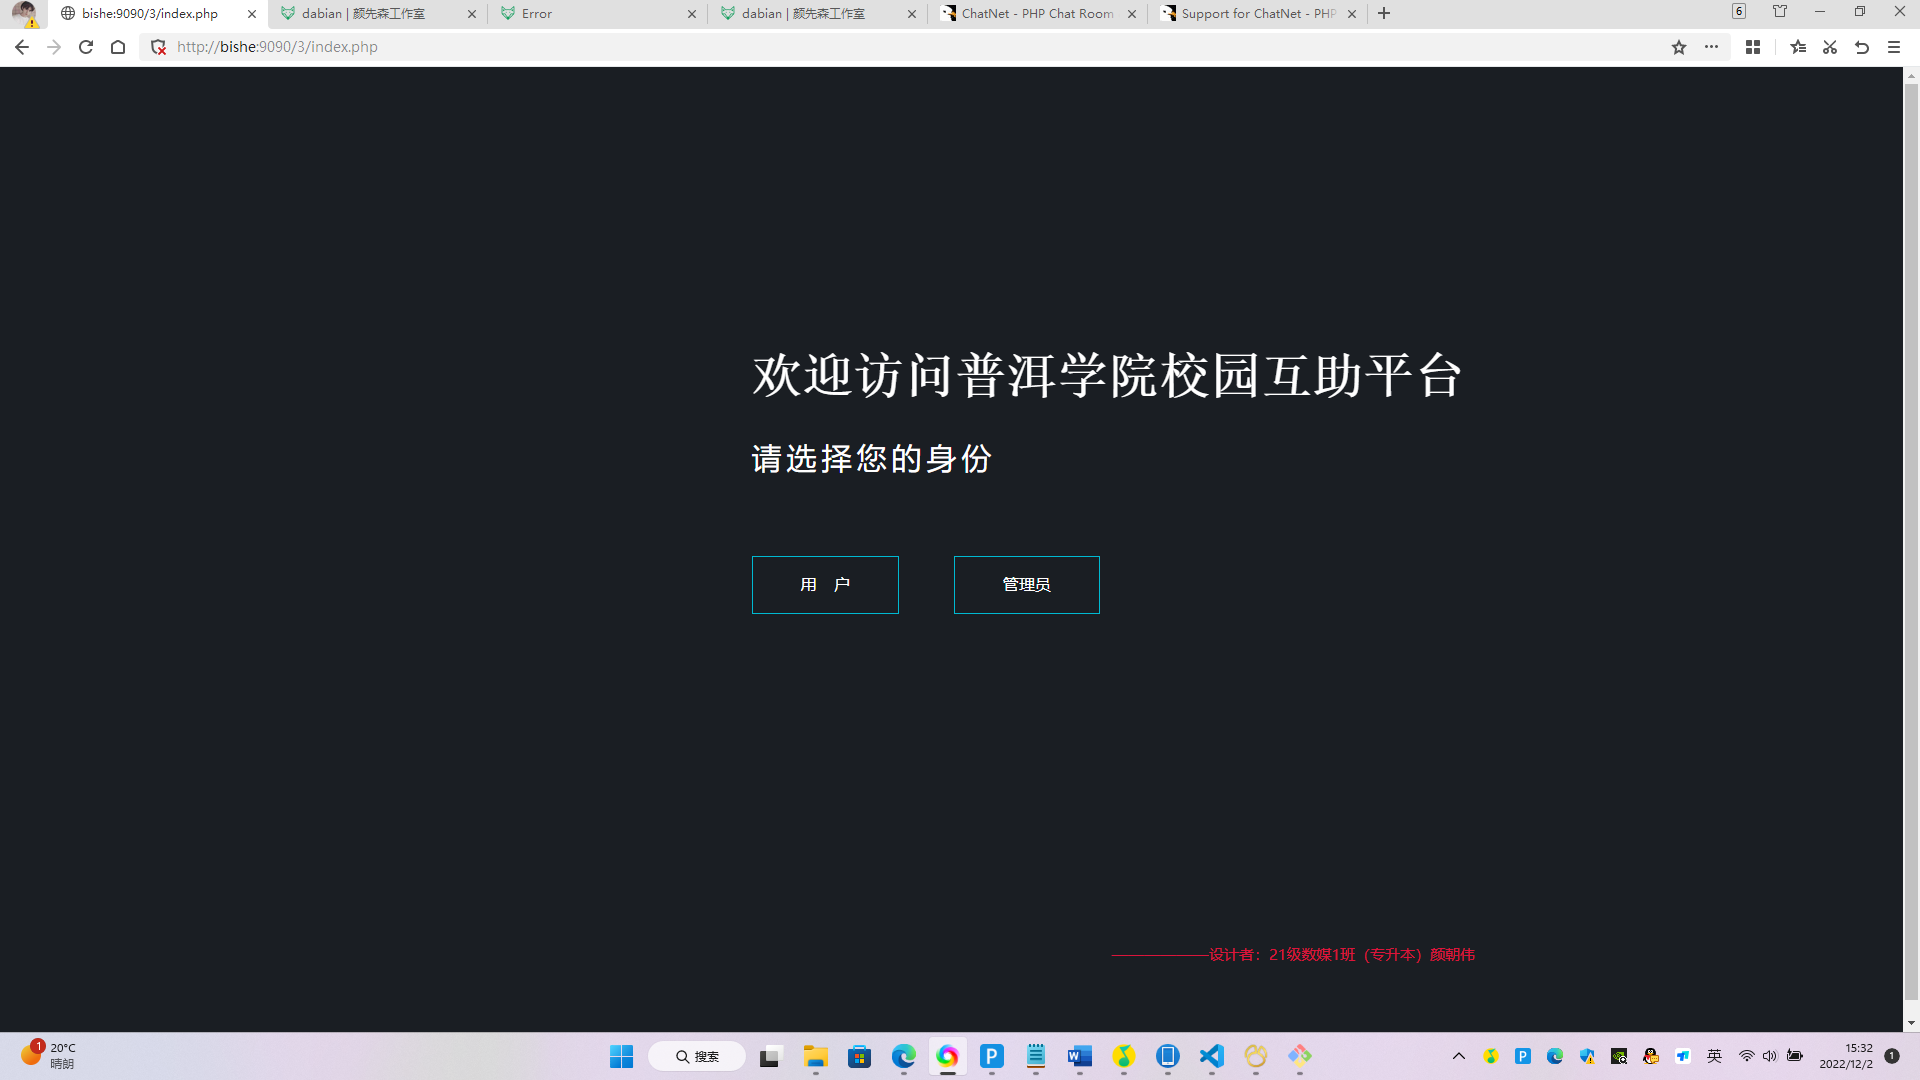 bishe:9090/3/index.php
dabian | 颜先森工作室
Error
dabian | 颜先森工作室
ChatNet - PHP Chat Room
Support for ChatNet - PHP
6
http://bishe:9090/3/index.php
欢迎访问普洱学院校园互助平台
请选择您的身份
用 户
管理员
设计者：21级数媒1班（专升本）颜朝伟
1
20°C
晴朗
搜索
英
15:32
2022/12/2
1